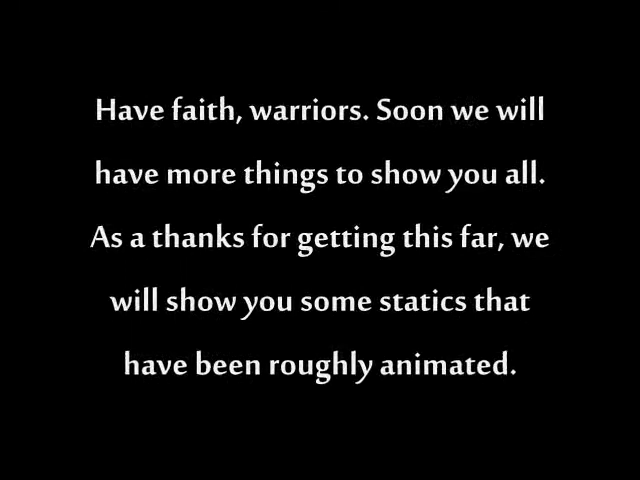 Have faith, warriors. Soon we will
have more things to show you all.
As a thanks for getting this far, we
will show you some statics that
have been roughly animated.